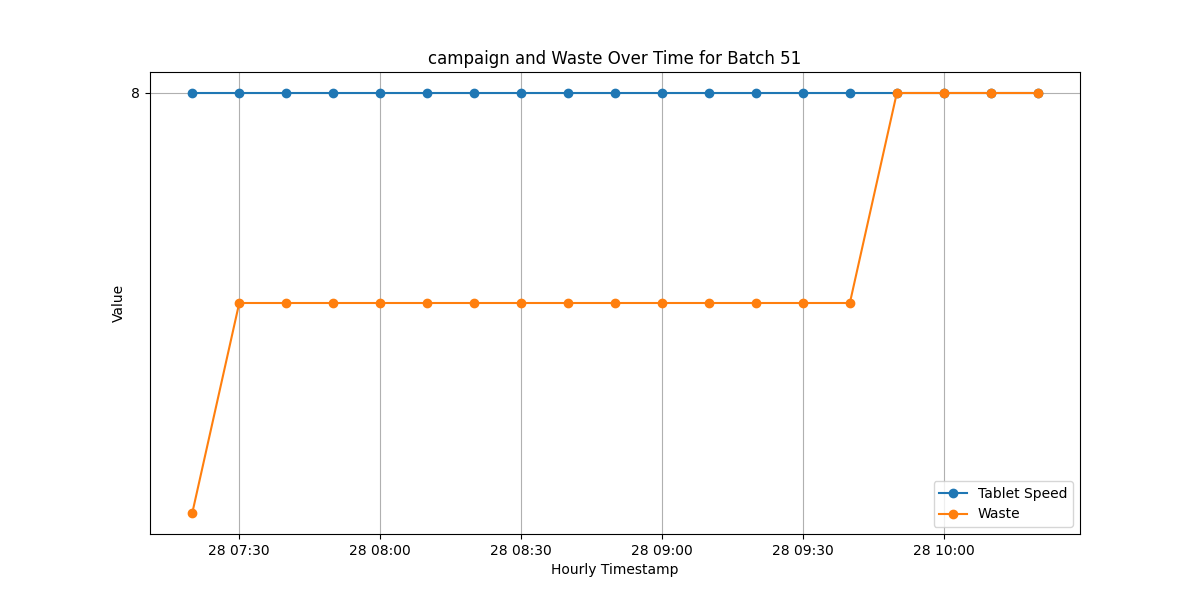 campaign and Waste Over Time for Batch 51
8
Value
Tablet Speed
Waste
28 07:30 28 08:00 28 08:30 28 09:00 28 09:30 28 10:00
Hourly Timestamp